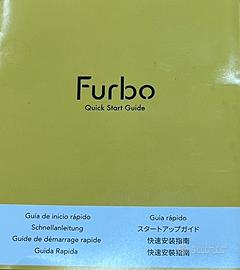 Furbo
Quick Start Guide
Guía de inicio rápido
Schnellanleitung
Guide de démarrage rapide
Guida Rapida
Guia rápido
スタートアップガイド
快速安装指南
快速安裝指南